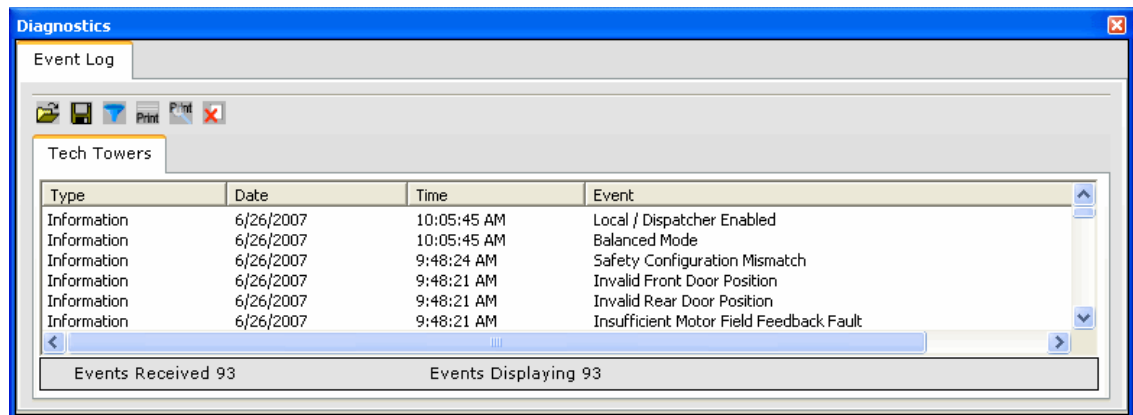 Diagnostics
Event Log
Print Print
Tech Towers
Type Date Time Event
Information 6/26/2007 10:05:45 AM Local / Dispatcher Enabled
Information 6/26/2007 10:05:45 AM Balanced Mode
Information 6/26/2007 9:48:24 AM Safety Configuration Mismatch
Information 6/26/2007 9:48:21 AM Invalid Front Door Position
Information 6/26/2007 9:48:21 AM Invalid Rear Door Position
Information 6/26/2007 9:48:21 AM Insufficient Motor Field Feedback Fault
Events Received 93 Events Displaying 93